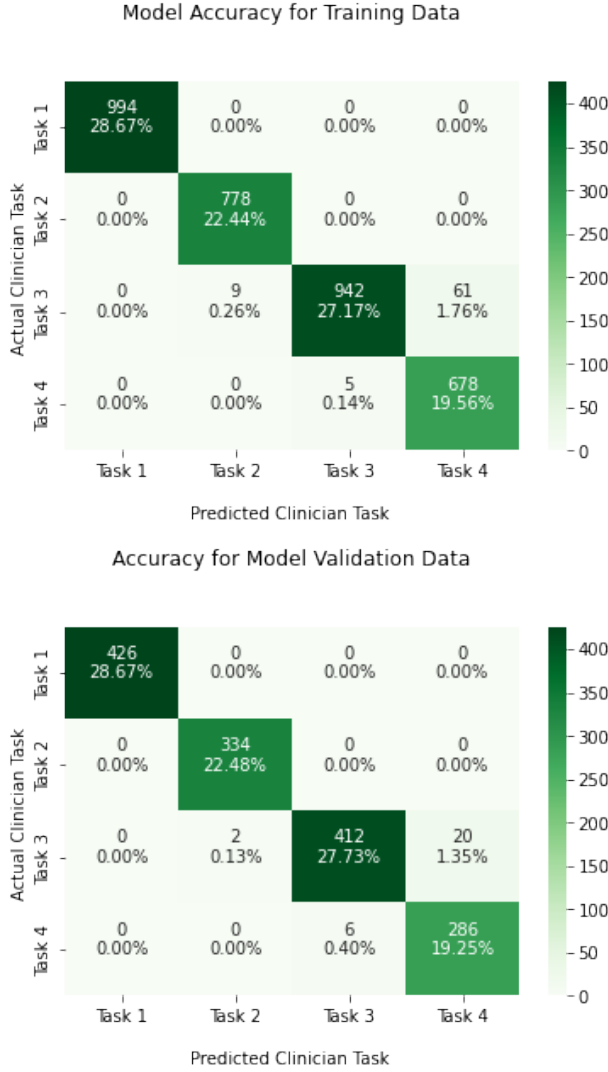 Model Accuracy for Training Data
Actual Clinician Task
Task 1
994 0 0 0
28.67% 0.00% 0.00% 0.00%
Task 2
0 778 0 0
0.00% 22.44% 0.00% 0.00%
Task 3
0 9 942 61
0.00% 0.26% 27.17% 1.76%
Task 4
0 0 5 678
0.00% 0.00% 0.14% 19.56%
Task 1 Task 2 Task 3 Task 4
Predicted Clinician Task
400
350
300
250
200
150
100
50
0
Accuracy for Model Validation Data
Actual Clinician Task
Task 1
426 0 0 0
28.67% 0.00% 0.00% 0.00%
Task 2
0 334 0 0
0.00% 22.48% 0.00% 0.00%
Task 3
0 2 412 20
0.00% 0.13% 27.73% 1.35%
Task 4
0 0 6 286
0.00% 0.00% 0.40% 19.25%
Task 1 Task 2 Task 3 Task 4
Predicted Clinician Task
400
350
300
250
200
150
100
50
0